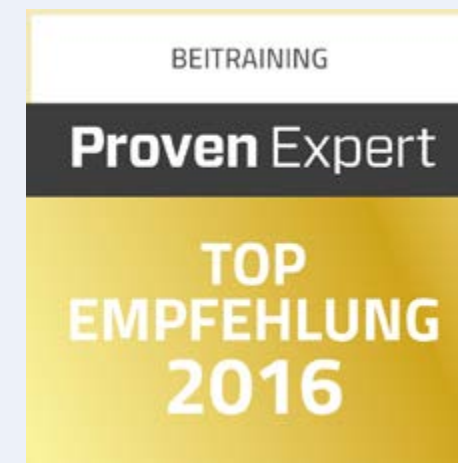 BEITRAINING
Proven Expert
TOP
EMPFEHLUNG
2016